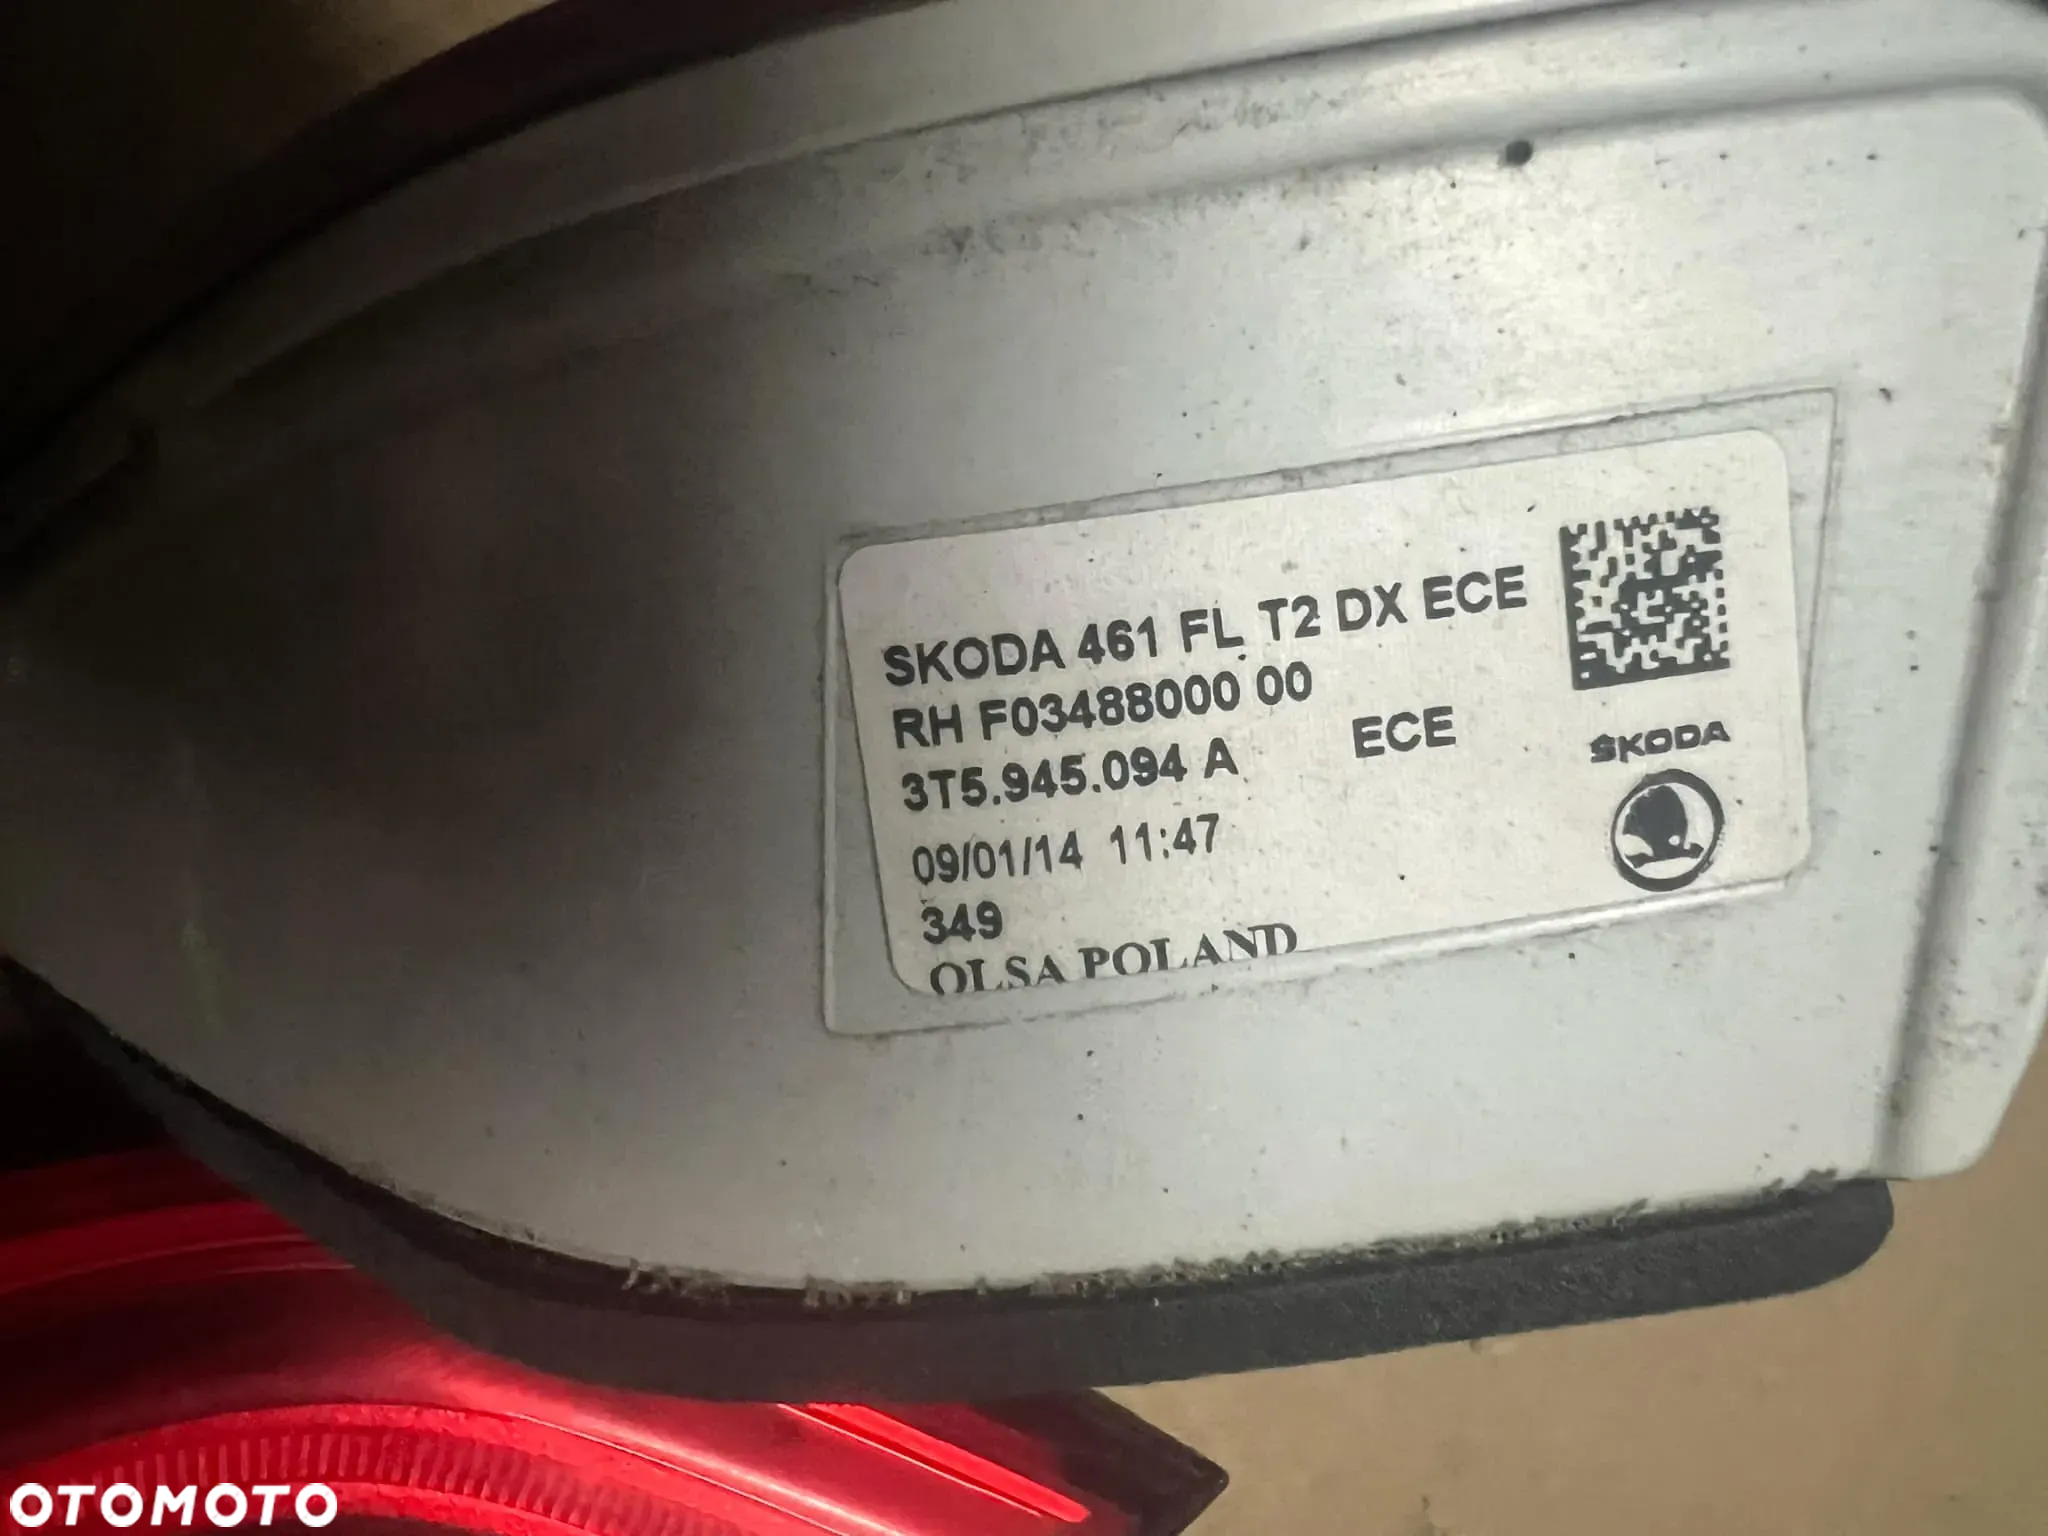 SKODA 461 FL T2 DX ECE
RH F03488000 00
3T5.945.094 A ECE
09/01/14 11:47
349
OLSA POLAND
ŠKODA
OTOMOTO